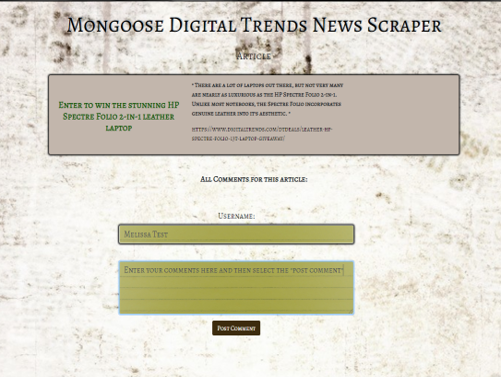 Mongoose Digital Trends News Scraper
Article
Enter to win the stunning HP
Spectre Folio 2-in-1 leather
laptop
" There are a lot of laptops out there, but not very many
are nearly as luxurious as the HP Spectre Folio 2-in-1.
Unlike most notebooks, the Spectre Folio incorporates
genuine leather into its aesthetic. "
https://www.digitaltrends.com/dtdeals/leather-hp-
spectre-folio-i7-laptop-giveaway/
All Comments for this article:
Username:
Melissa Test
Enter your comments here and then select the "post comment"
Post Comment